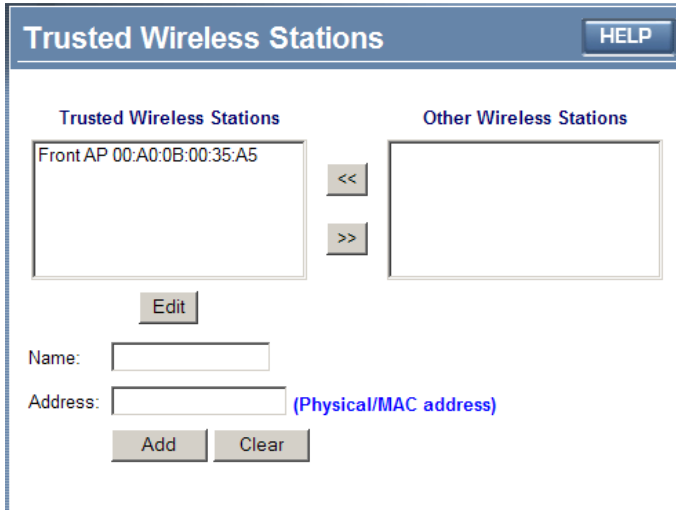 Trusted Wireless Stations
HELP
Trusted Wireless Stations
Other Wireless Stations
Front AP 00:A0:0B:00:35:A5
<<
>>
Edit
Name:
Address:
(Physical/MAC address)
Add
Clear